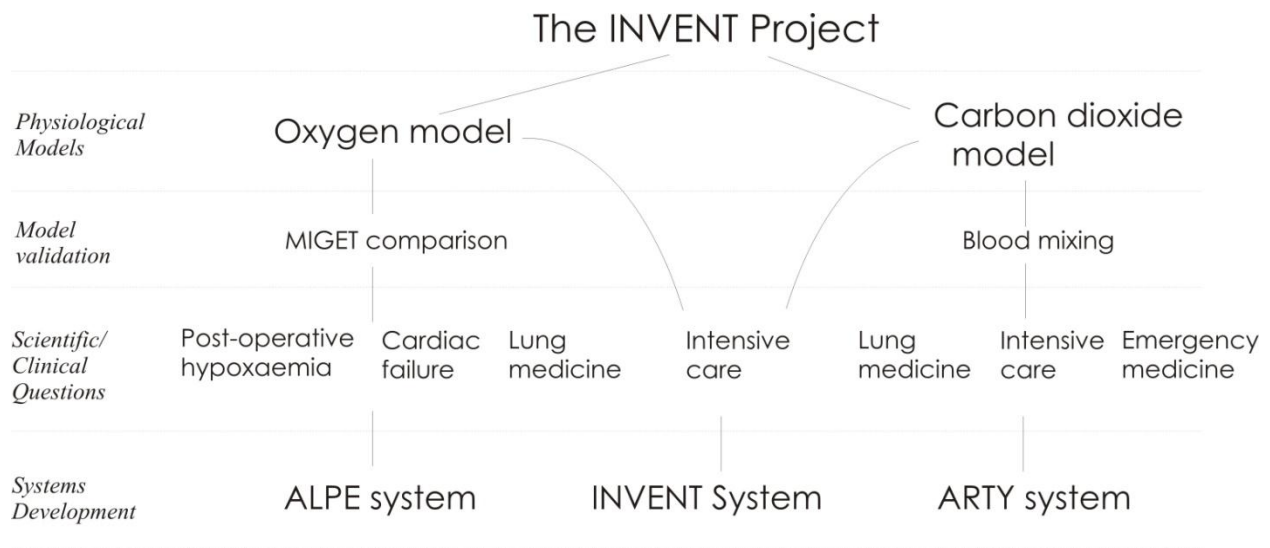 The INVENT Project
Physiological
Models
Oxygen model
Carbon dioxide
model
Model
validation
MIGET comparison
Blood mixing
Scientific/
Clinical
Questions
Post-operative
hypoxaemia
Cardiac
failure
Lung
medicine
Intensive
care
Lung
medicine
Intensive
care
Emergency
medicine
Systems
Development
ALPE system
INVENT System
ARTY system